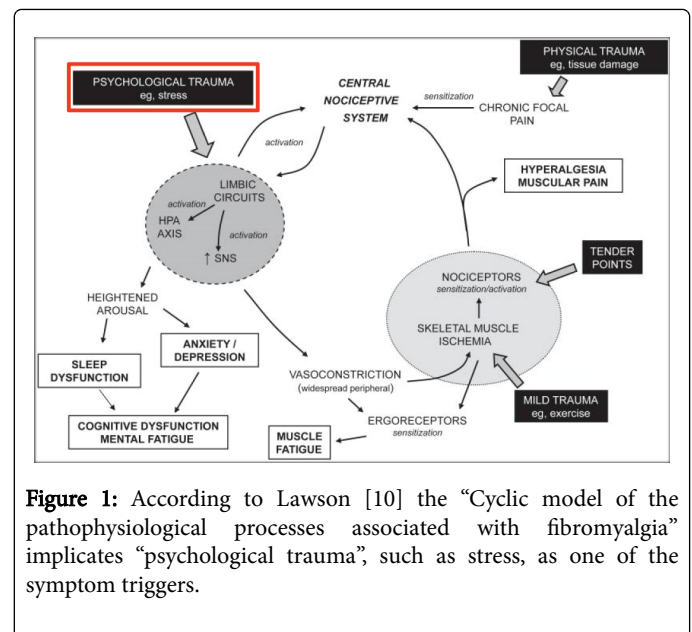 PSYCHOLOGICAL TRAUMA
eg, stress
CENTRAL
NOCICEPTIVE
SYSTEM
PHYSICAL TRAUMA
eg, tissue damage
sensitization
CHRONIC FOCAL
PAIN
activation
HYPERALGESIA
MUSCULAR PAIN
LIMBIC
CIRCUITS
activation
HPA
AXIS
activation
↑ SNS
TENDER
POINTS
NOCICEPTORS
sensitization/activation
SKELETAL MUSCLE
ISCHEMIA
HEIGHTENED
AROUSAL
ANXIETY /
DEPRESSION
SLEEP
DYSFUNCTION
VASOCONSTRICTION
(widespread peripheral)
MILD TRAUMA
eg, exercise
COGNITIVE DYSFUNCTION
MENTAL FATIGUE
ERGORECEPTORS
sensitization
MUSCLE
FATIGUE
Figure 1: According to Lawson [10] the “Cyclic model of the
pathophysiological processes associated with fibromyalgia”
implicates “psychological trauma”, such as stress, as one of the
symptom triggers.